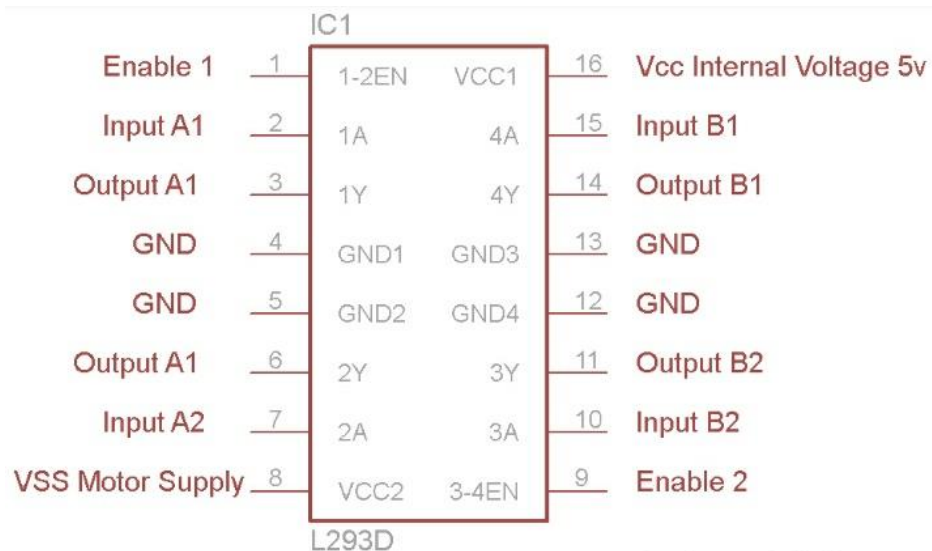 IC1
Enable 1 1 1-2EN VCC1 16 Vcc Internal Voltage 5v
Input A1 2 1A 4A 15 Input B1
Output A1 3 1Y 4Y 14 Output B1
GND 4 GND1 GND3 13 GND
GND 5 GND2 GND4 12 GND
Output A1 6 2Y 3Y 11 Output B2
Input A2 7 2A 3A 10 Input B2
VSS Motor Supply 8 VCC2 3-4EN 9 Enable 2
L293D